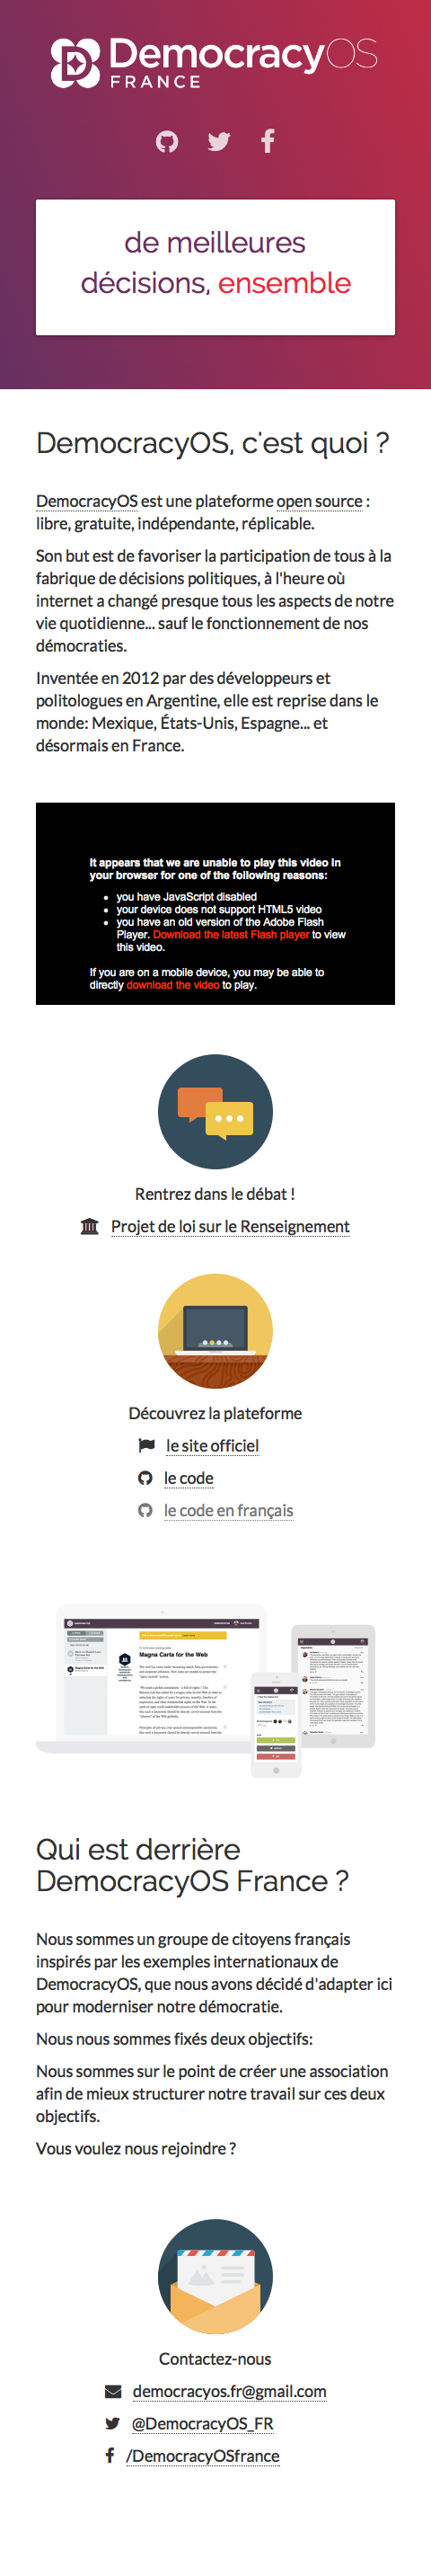 DemocracyOS
FRANCE
de meilleures
décisions, ensemble
DemocracyOS, c'est quoi ?
DemocracyOS est une plateforme open source :
libre, gratuite, indépendante, réplicable.
Son but est de favoriser la participation de tous à la
fabrique de décisions politiques, à l'heure où
internet a changé presque tous les aspects de notre
vie quotidienne... sauf le fonctionnement de nos
démocraties.
Inventée en 2012 par des développeurs et
politologues en Argentine, elle est reprise dans le
monde: Mexique, États-Unis, Espagne... et
désormais en France.
It appears that we are unable to play this video in
your browser for one of the following reasons:
• you have JavaScript disabled
• your device does not support HTML5 video
• you have an old version of the Adobe Flash
Player. Download the latest Flash player to view
this video.
If you are on a mobile device, you may be able to
directly download the video to play.
Rentrez dans le débat !
Projet de loi sur le Renseignement
Découvrez la plateforme
le site officiel
le code
le code en français
Magna Carta for the Web
Qui est derrière
DemocracyOS France ?
Nous sommes un groupe de citoyens français
inspirés par les exemples internationaux de
DemocracyOS, que nous avons décidé d'adapter ici
pour moderniser notre démocratie.
Nous nous sommes fixés deux objectifs:
Nous sommes sur le point de créer une association
afin de mieux structurer notre travail sur ces deux
objectifs.
Vous voulez nous rejoindre ?
Contactez-nous
democracyos.fr@gmail.com
@DemocracyOS_FR
/DemocracyOSfrance